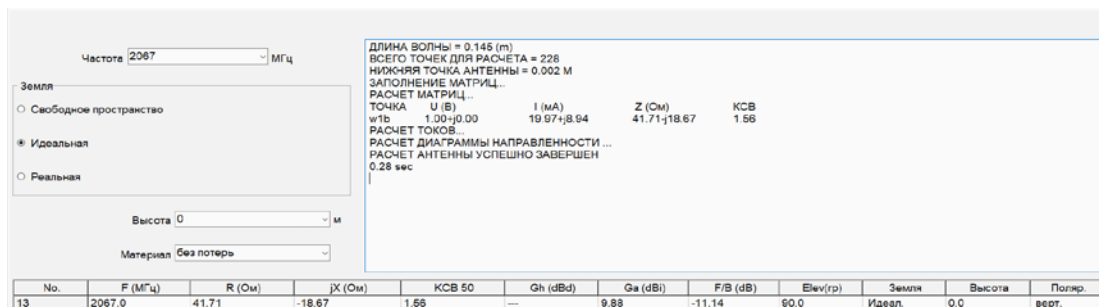 Частота 2067 МГц
Земля
Свободное пространство
Идеальная
Реальная
Высота 0 м
Материал без потерь
ДЛИНА ВОЛНЫ = 0.145 (m)
ВСЕГО ТОЧЕК ДЛЯ РАСЧЕТА = 228
НИЖНЯЯ ТОЧКА АНТЕННЫ = 0.002 М
ЗАПОЛНЕНИЕ МАТРИЦ...
РАСЧЕТ МАТРИЦ...
ТОЧКА U (В) I (мА) Z (Ом) КСВ
w1b 1.00+j0.00 19.97+j8.94 41.71-j18.67 1.56
РАСЧЕТ ТОКОВ...
РАСЧЕТ ДИАГРАММЫ НАПРАВЛЕННОСТИ ...
РАСЧЕТ АНТЕННЫ УСПЕШНО ЗАВЕРШЕН
0.28 sec
No. F (МГц) R (Ом) jX (Ом) КСВ 50 Gh (dBd) Ga (dBi) F/B (dB) Elev(гр) Земля Высота Поляр.
13 2067.0 41.71 -18.67 1.56 --- 9.88 -11.14 90.0 Идеал. 0.0 верт.